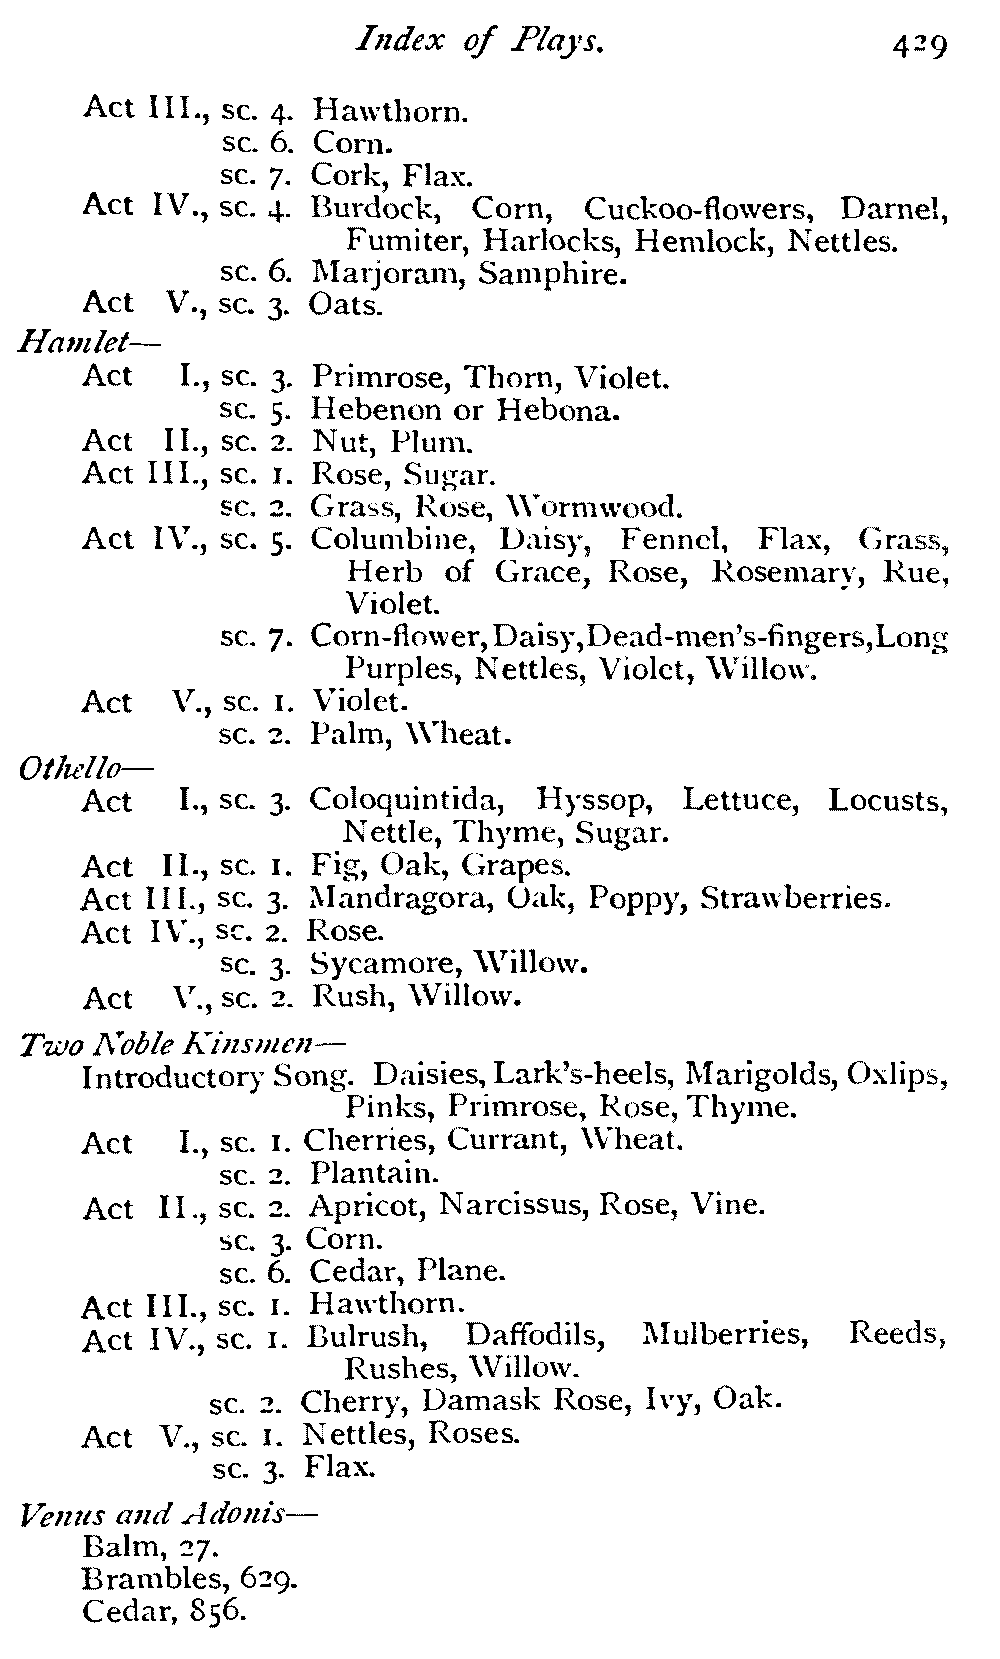 Index of Plays. 429
Act III., sc. 4. Hawthorn.
sc. 6. Corn.
sc. 7. Cork, Flax.
Act IV., sc. 4. Burdock, Corn, Cuckoo-flowers, Darnel,
Fumiter, Harlocks, Hemlock, Nettles.
sc. 6. Marjoram, Samphire.
Act V., sc. 3. Oats.
Hamlet—
Act I., sc. 3. Primrose, Thorn, Violet.
sc. 5. Hebenon or Hebona.
Act II., sc. 2. Nut, Plum.
Act III., sc. 1. Rose, Sugar.
sc. 2. Grass, Rose, Wormwood.
Act IV., sc. 5. Columbine, Daisy, Fennel, Flax, Grass,
Herb of Grace, Rose, Rosemary, Rue,
Violet.
sc. 7. Corn-flower, Daisy, Dead-men's-fingers, Long
Purples, Nettles, Violet, Willow.
Act V., sc. 1. Violet.
sc. 2. Palm, Wheat.
Othello—
Act I., sc. 3. Coloquintida, Hyssop, Lettuce, Locusts,
Nettle, Thyme, Sugar.
Act II., sc. 1. Fig, Oak, Grapes.
Act III., sc. 3. Mandragora, Oak, Poppy, Strawberries.
Act IV., sc. 2. Rose.
sc. 3. Sycamore, Willow.
Act V., sc. 2. Rush, Willow.
Two Noble Kinsmen—
Introductory Song. Daisies, Lark's-heels, Marigolds, Oxlips,
Pinks, Primrose, Rose, Thyme.
Act I., sc. 1. Cherries, Currant, Wheat.
sc. 2. Plantain.
Act II., sc. 2. Apricot, Narcissus, Rose, Vine.
sc. 3. Corn.
sc. 6. Cedar, Plane.
Act III., sc. 1. Hawthorn.
Act IV., sc. 1. Bulrush, Daffodils, Mulberries, Reeds,
Rushes, Willow.
sc. 2. Cherry, Damask Rose, Ivy, Oak.
Act V., sc. 1. Nettles, Roses.
sc. 3. Flax.
Venus and Adonis—
Balm, 27.
Brambles, 629.
Cedar, 856.